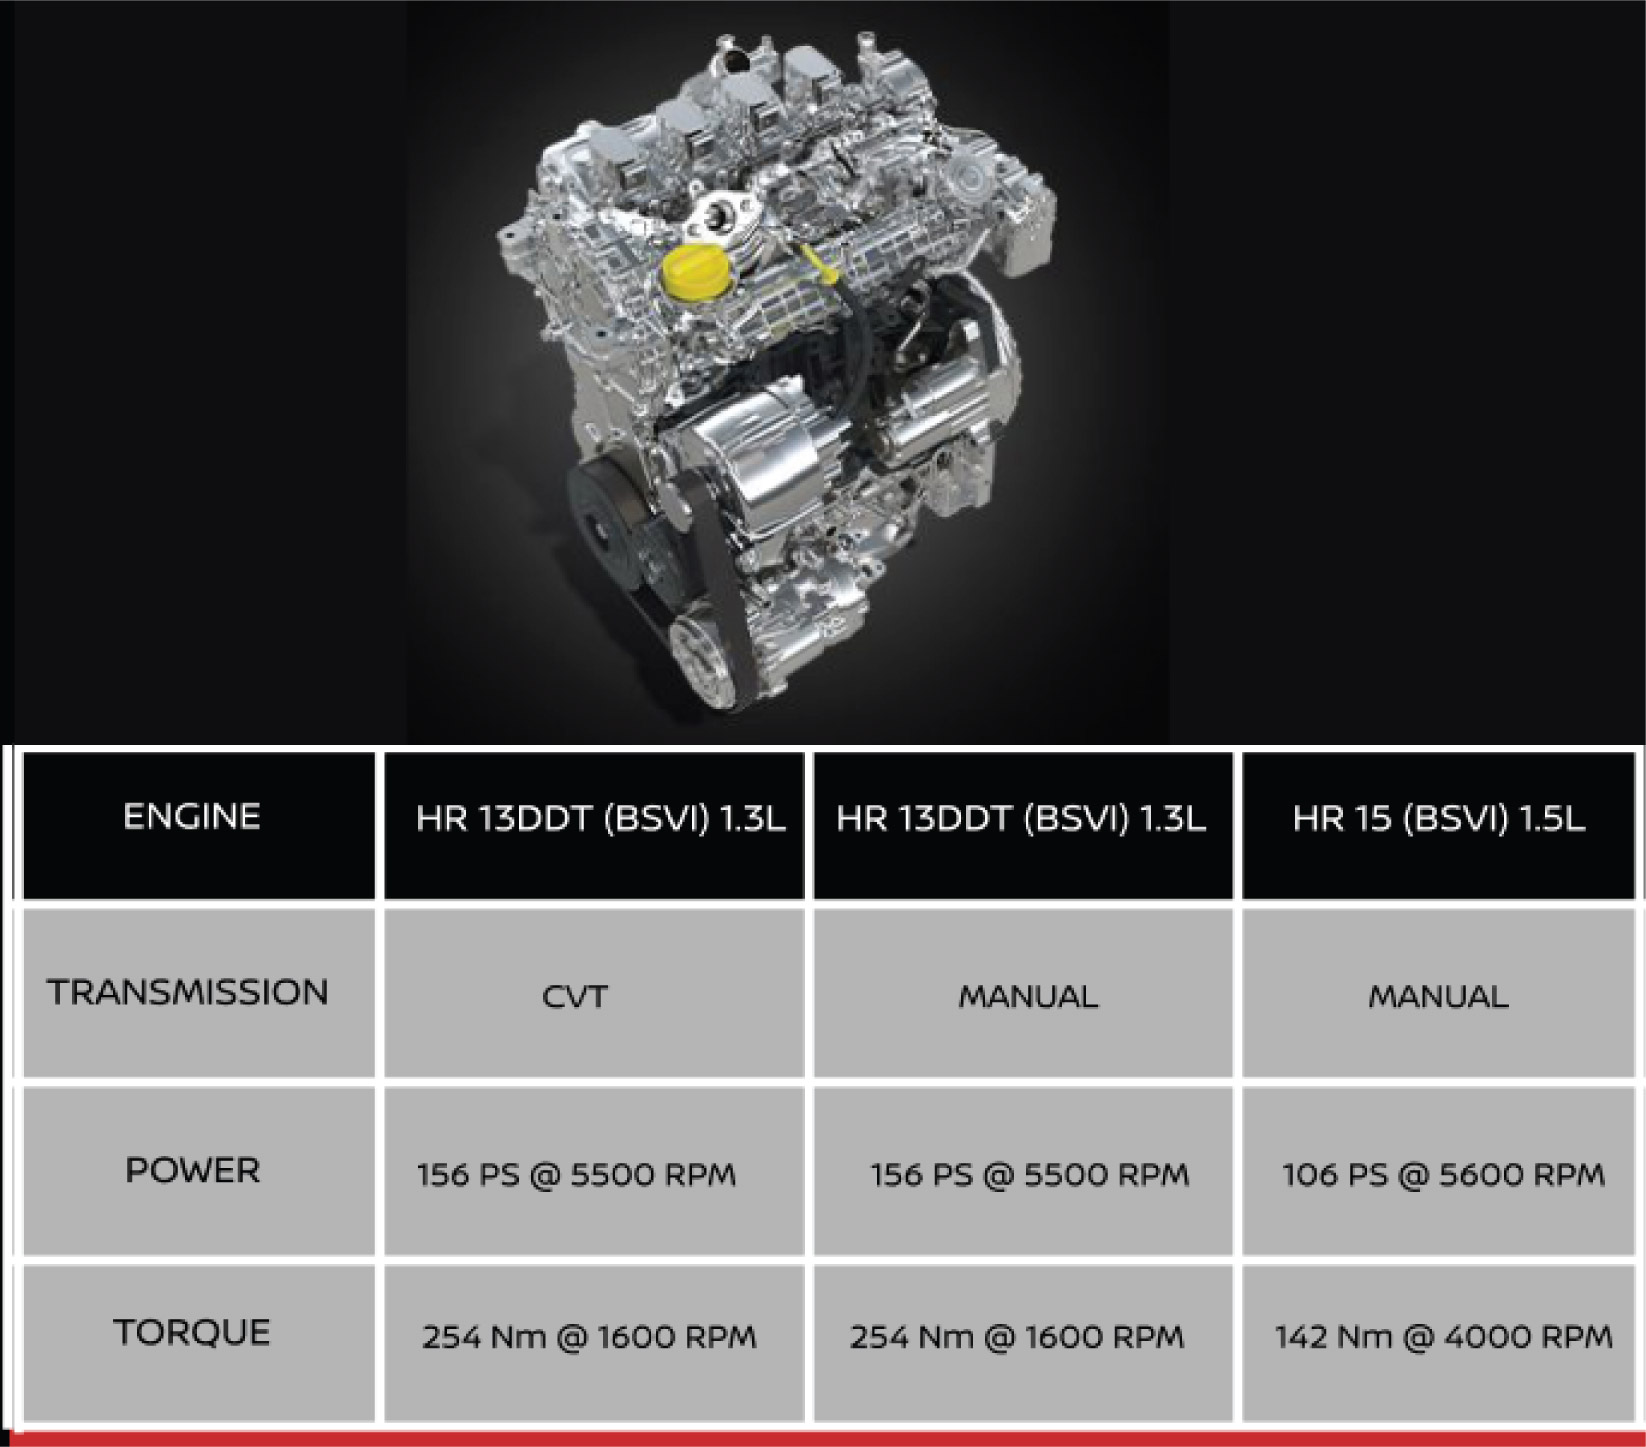 ENGINE HR 13DDT (BSVI) 1.3L HR 13DDT (BSVI) 1.3L HR 15 (BSVI) 1.5L
TRANSMISSION CVT MANUAL MANUAL
POWER 156 PS @ 5500 RPM 156 PS @ 5500 RPM 106 PS @ 5600 RPM
TORQUE 254 Nm @ 1600 RPM 254 Nm @ 1600 RPM 142 Nm @ 4000 RPM